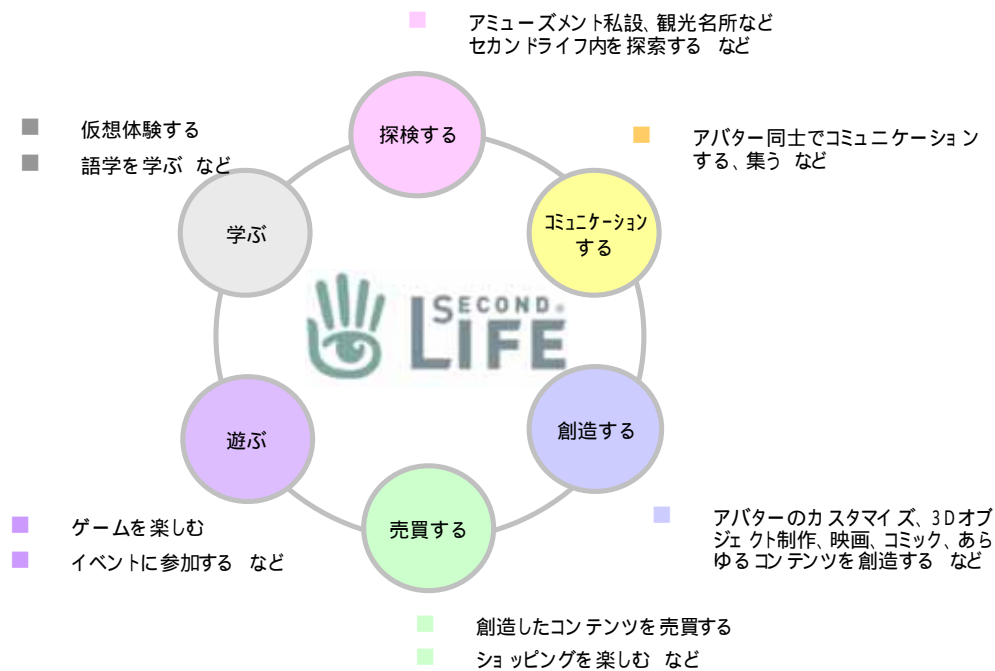 アミューズメント私設、観光名所など
セカンドライフ内を探索する など
仮想体験する
語学を学ぶ など
探検する
アバター同士でコミュニケーション
する、集う など
コミュニケーション
する
学ぶ
SECOND
LIFE
遊ぶ
創造する
売買する
ゲームを楽しむ
イベントに参加する など
アバターのカスタマイズ、3Dオブ
ジェクト制作、映画、コミック、あら
ゆるコンテンツを創造する など
創造したコンテンツを売買する
ショッピングを楽しむ など